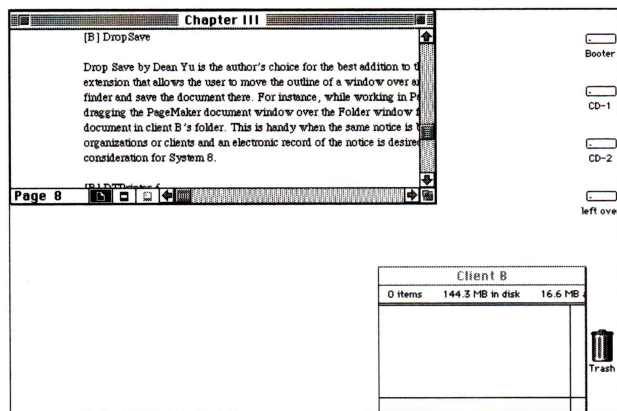 Chapter III
[B] DropSave
Drop Save by Dean Yu is the author's choice for the best addition to
extension that allows the user to move the outline of a window over
finder and save the document there. For instance, while working in
dragging the PageMaker document window over the Folder window
document in client B's folder. This is handy when the same notice is
organizations or clients and an electronic record of the notice is desired
consideration for System 8.
Page 8
Booter
CD-1
CD-2
left ove
Client B
0 items 144.3 MB in disk 16.6 MB
Trash